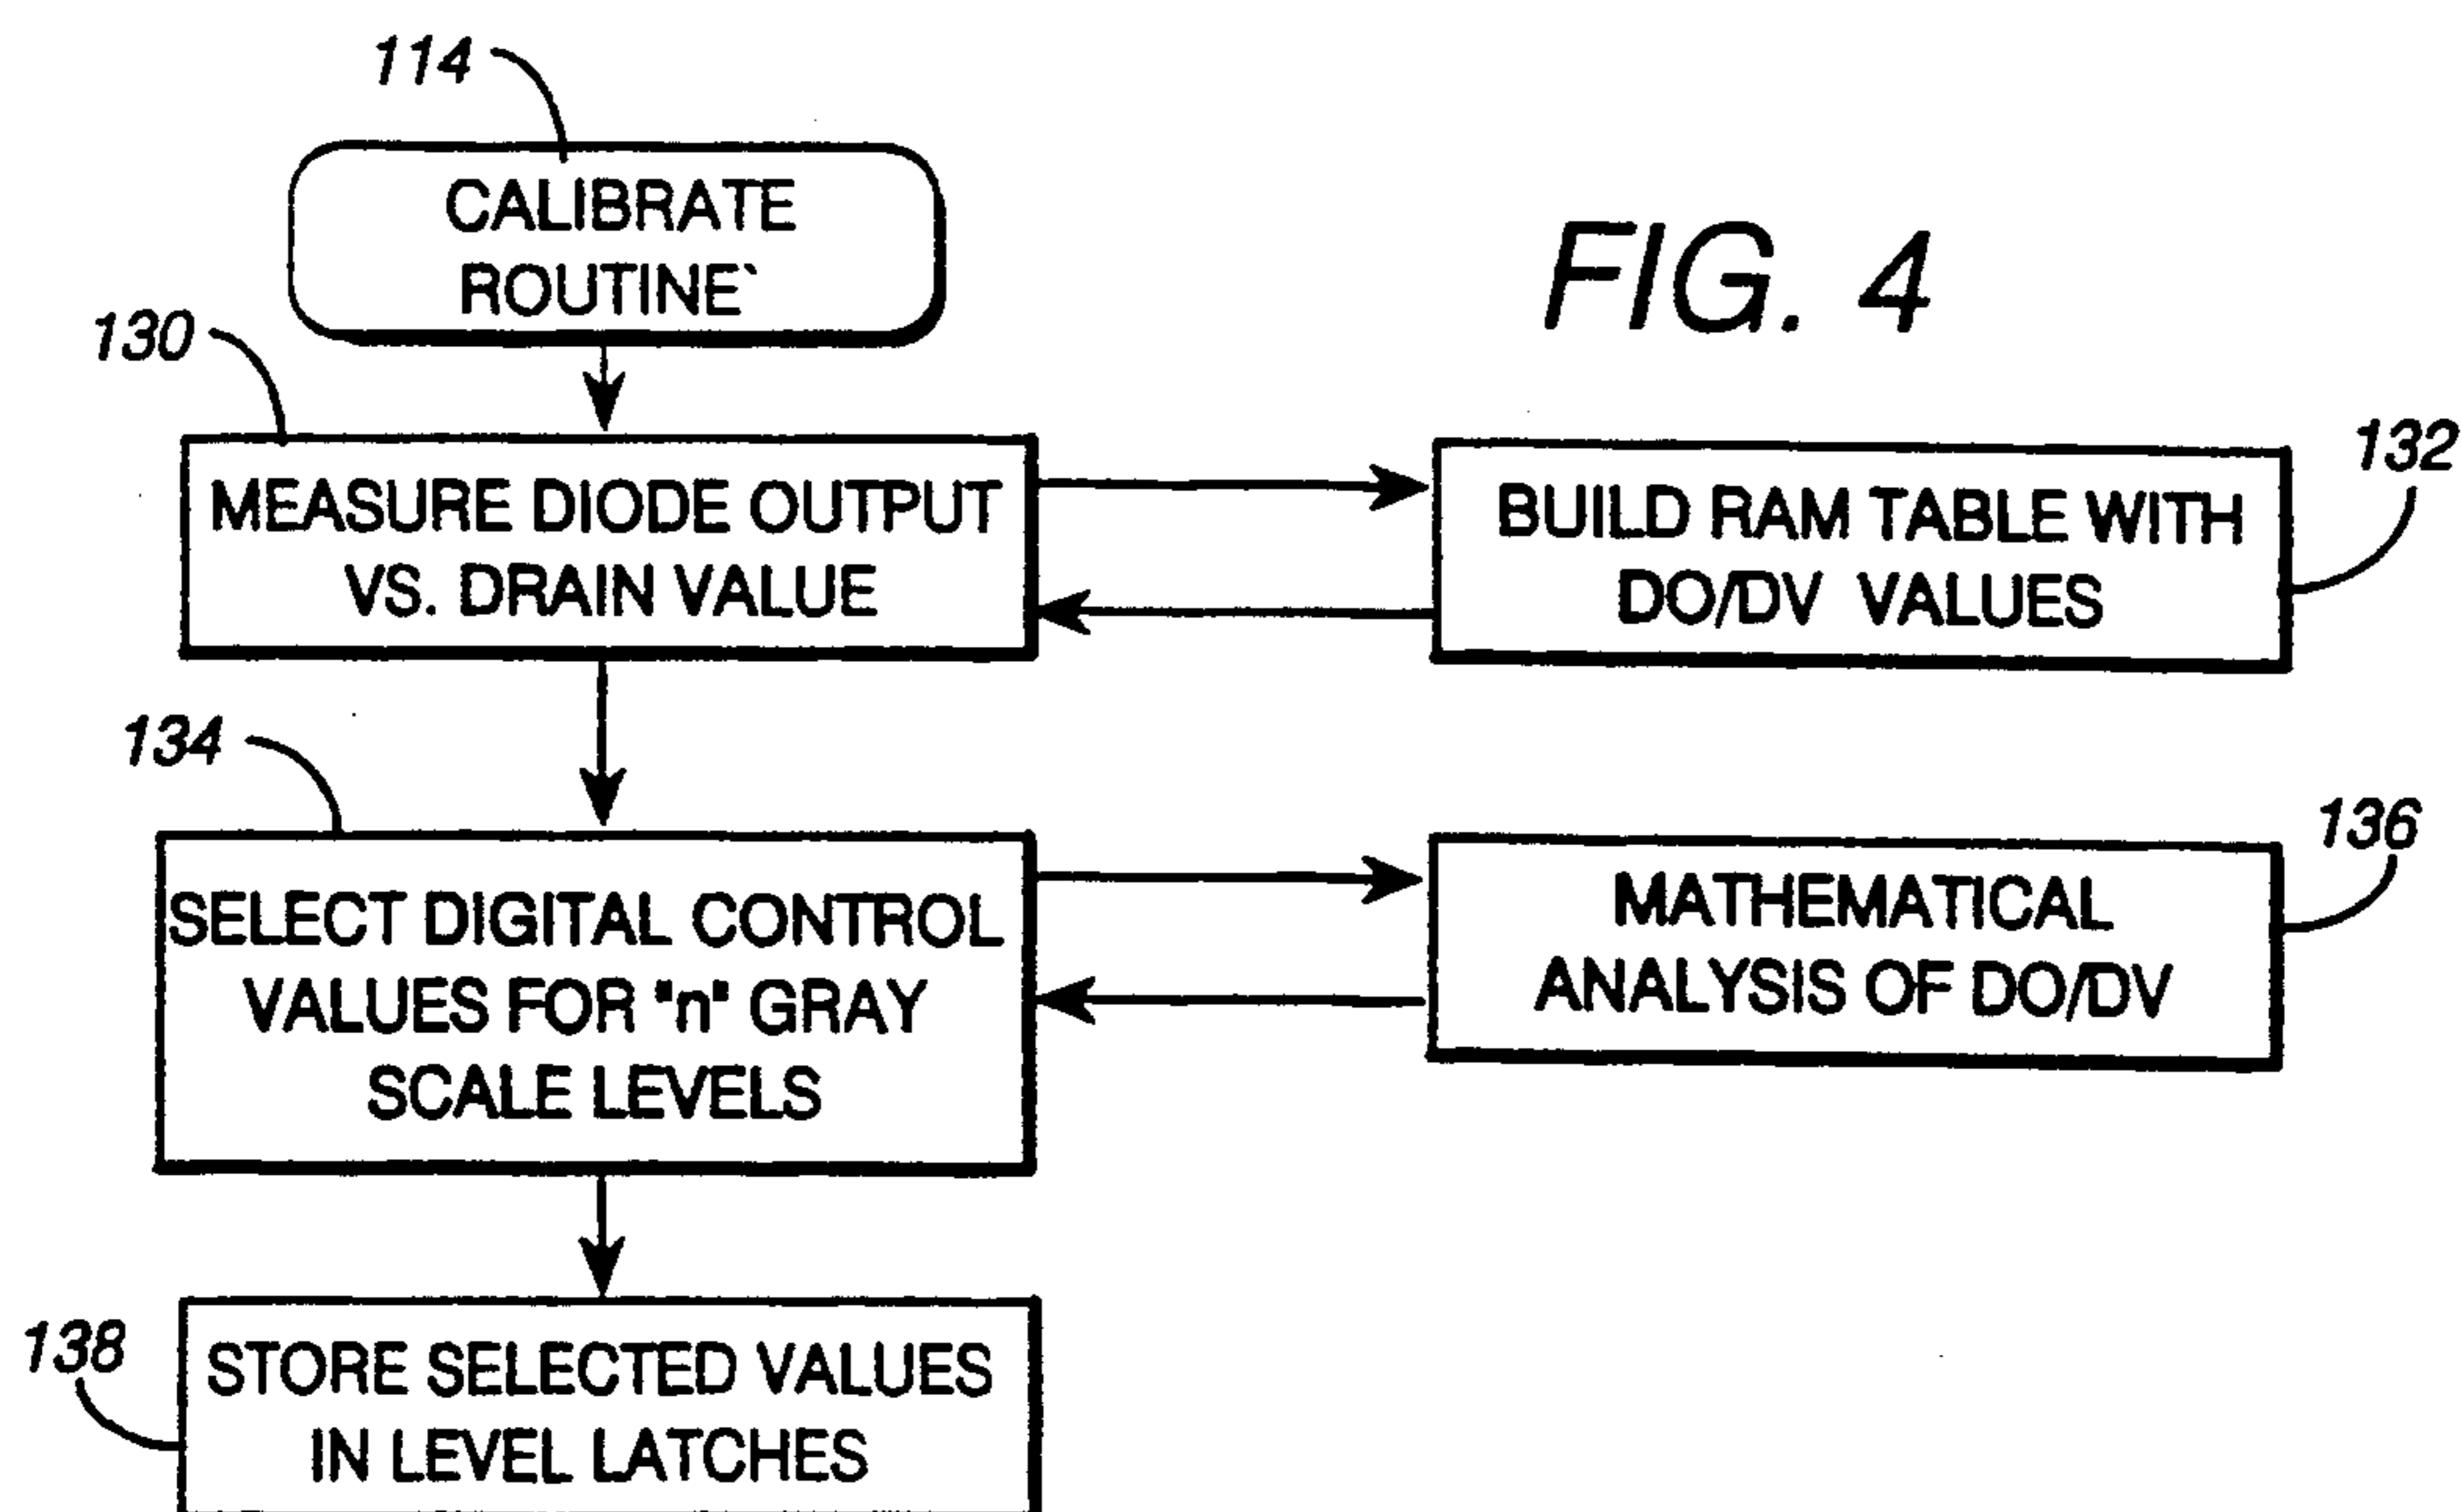 114
CALIBRATE
ROUTINE`
FIG. 4
130
MEASURE DIODE OUTPUT
VS. DRAIN VALUE
132
BUILD RAM TABLE WITH
DO/DV VALUES
134
SELECT DIGITAL CONTROL
VALUES FOR "n" GRAY
SCALE LEVELS
136
MATHEMATICAL
ANALYSIS OF DO/DV
138
STORE SELECTED VALUES
IN LEVEL LATCHES